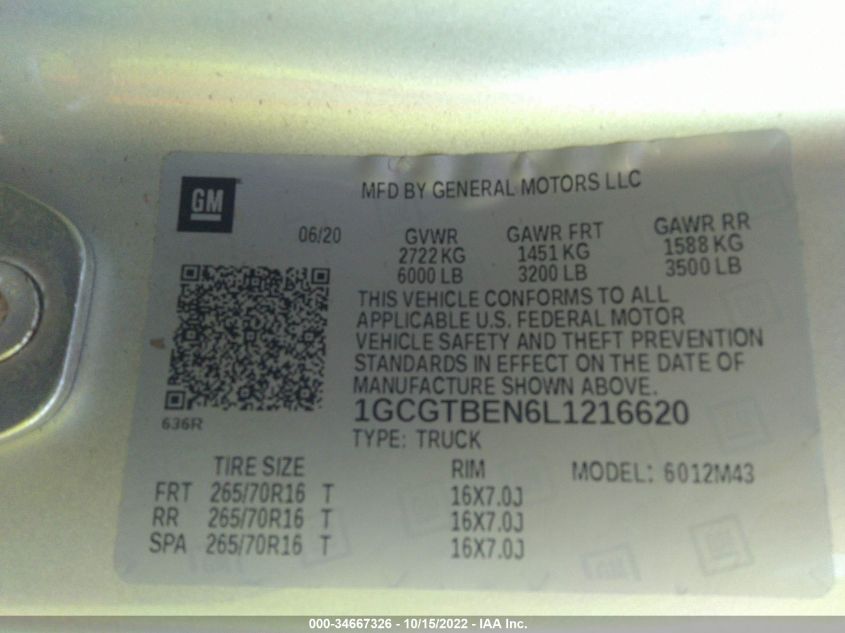 GM
MFD BY GENERAL MOTORS LLC
06/20
GVWR GAWR FRT GAWR RR
2722 KG 1451 KG 1588 KG
6000 LB 3200 LB 3500 LB
THIS VEHICLE CONFORMS TO ALL
APPLICABLE U.S. FEDERAL MOTOR
VEHICLE SAFETY AND THEFT PREVENTION
STANDARDS IN EFFECT ON THE DATE OF
MANUFACTURE SHOWN ABOVE.
636R
1GCGTBEN6L1216620
TYPE: TRUCK
TIRE SIZE RIM MODEL: 6012M43
FRT 265/70R16 T 16X7.0J
RR 265/70R16 T 16X7.0J
SPA 265/70R16 T 16X7.0J
GM GM
000-34667326 - 10/15/2022 - IAA Inc.